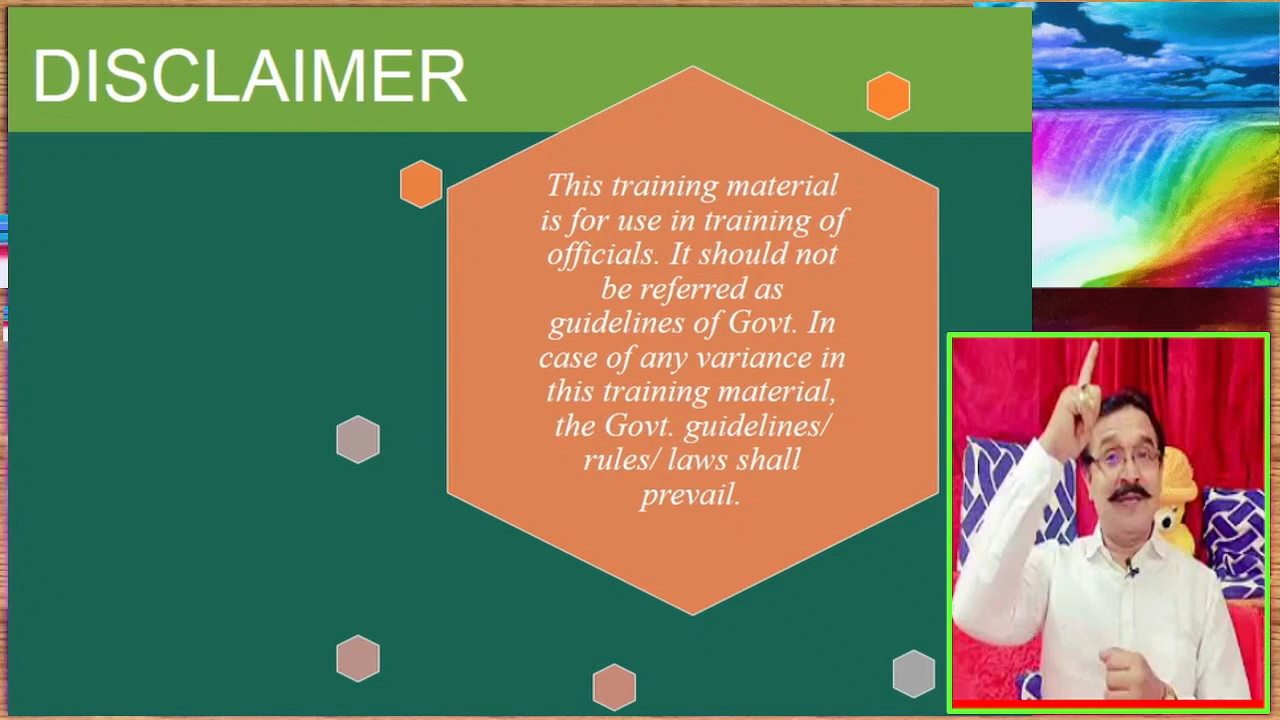 DISCLAIMER
This training material
is for use in training of
officials. It should not
be referred as
guidelines of Govt. In
case of any variance in
this training material,
the Govt. guidelines/
rules/ laws shall
prevail.